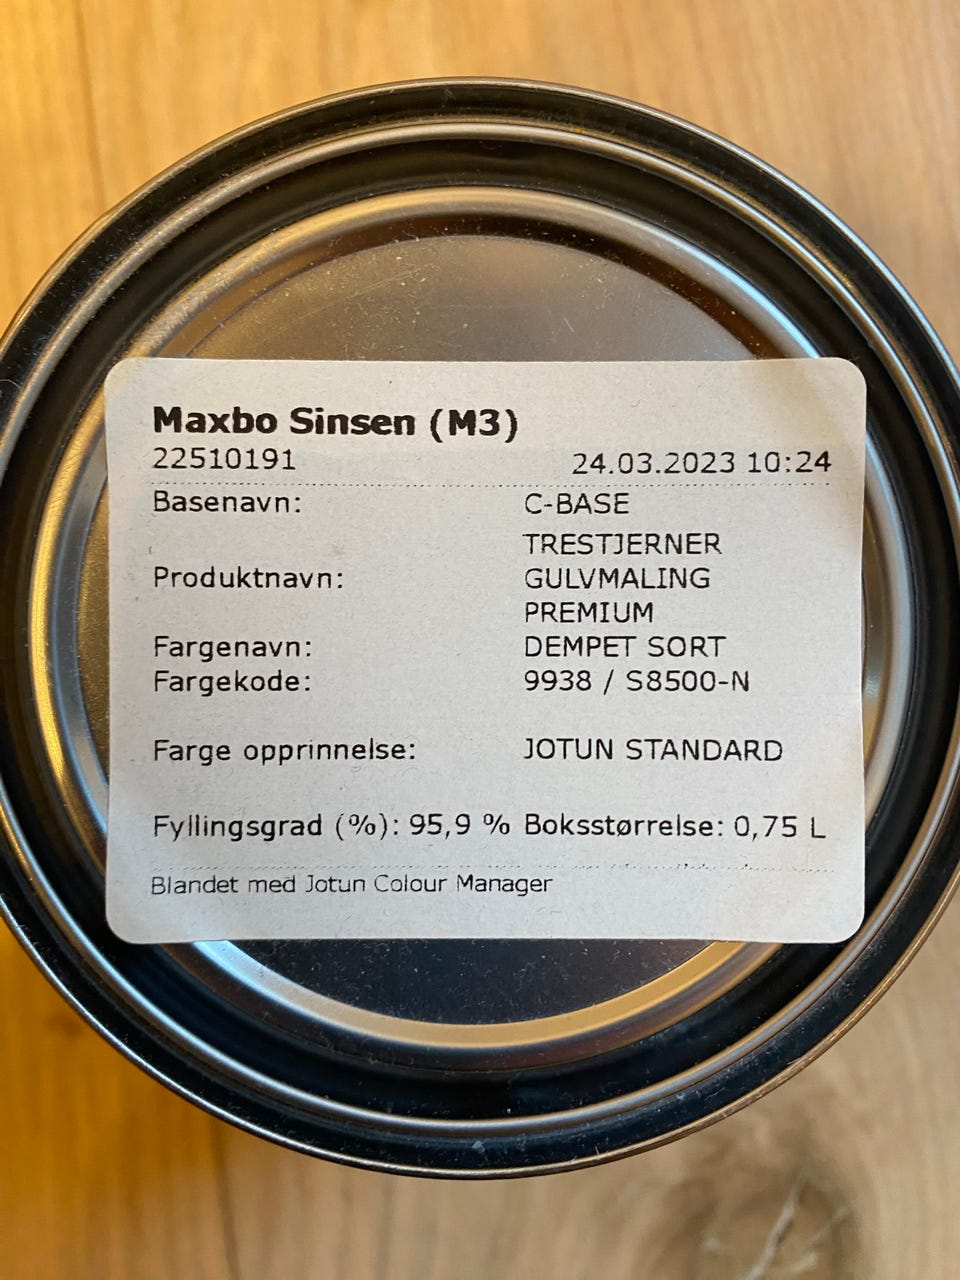 Maxbo Sinsen (M3)
22510191 24.03.2023 10:24
Basenavn: C-BASE
TRESTJERNER
Produktnavn: GULVMALING
PREMIUM
Fargenavn: DEMPET SORT
Fargekode: 9938 / S8500-N
Farge opprinnelse: JOTUN STANDARD
Fyllingsgrad (%): 95,9 % Boksstørrelse: 0,75 L
Blandet med Jotun Colour Manager